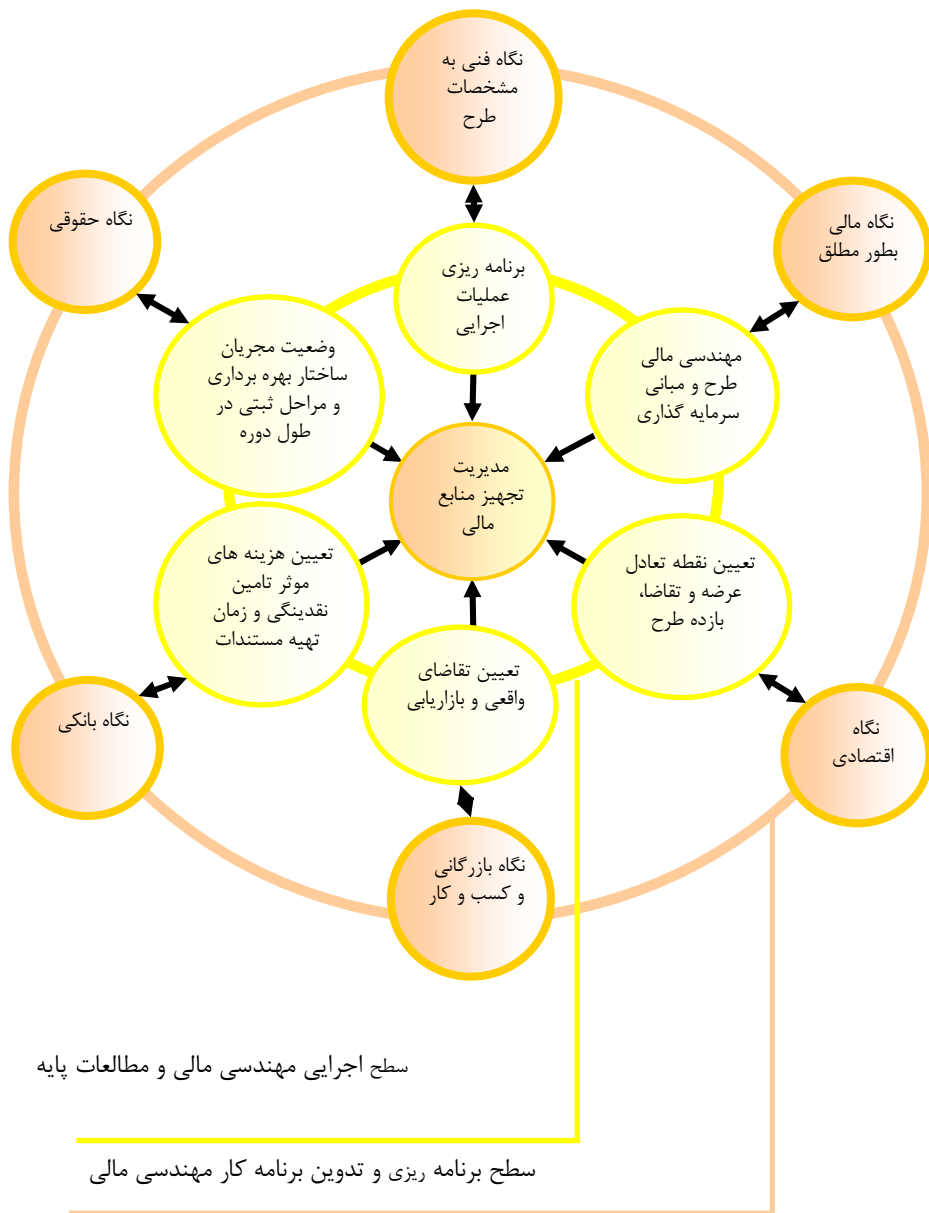 نگاه فنی به
مشخصات
طرح
نگاه حقوقی
نگاه مالی
بطور مطلق
برنامه ریزی
عملیات
اجرایی
وضعیت مجریان
ساختار بهره برداری
و مراحل ثبتی در
طول دوره
مهندسی مالی
طرح و مبانی
سرمایه گذاری
مدیریت
تجهیز منابع
مالی
تعیین هزینه های
موثر تامین
نقدینگی و زمان
تهیه مستندات
تعیین نقطه تعادل
عرضه و تقاضا،
بازده طرح
تعیین تقاضای
واقعی و بازاریابی
نگاه بانکی
نگاه
اقتصادی
نگاه بازرگانی
و کسب و کار
سطح اجرایی مهندسی مالی و مطالعات پایه
سطح برنامه ریزی و تدوین برنامه کار مهندسی مالی